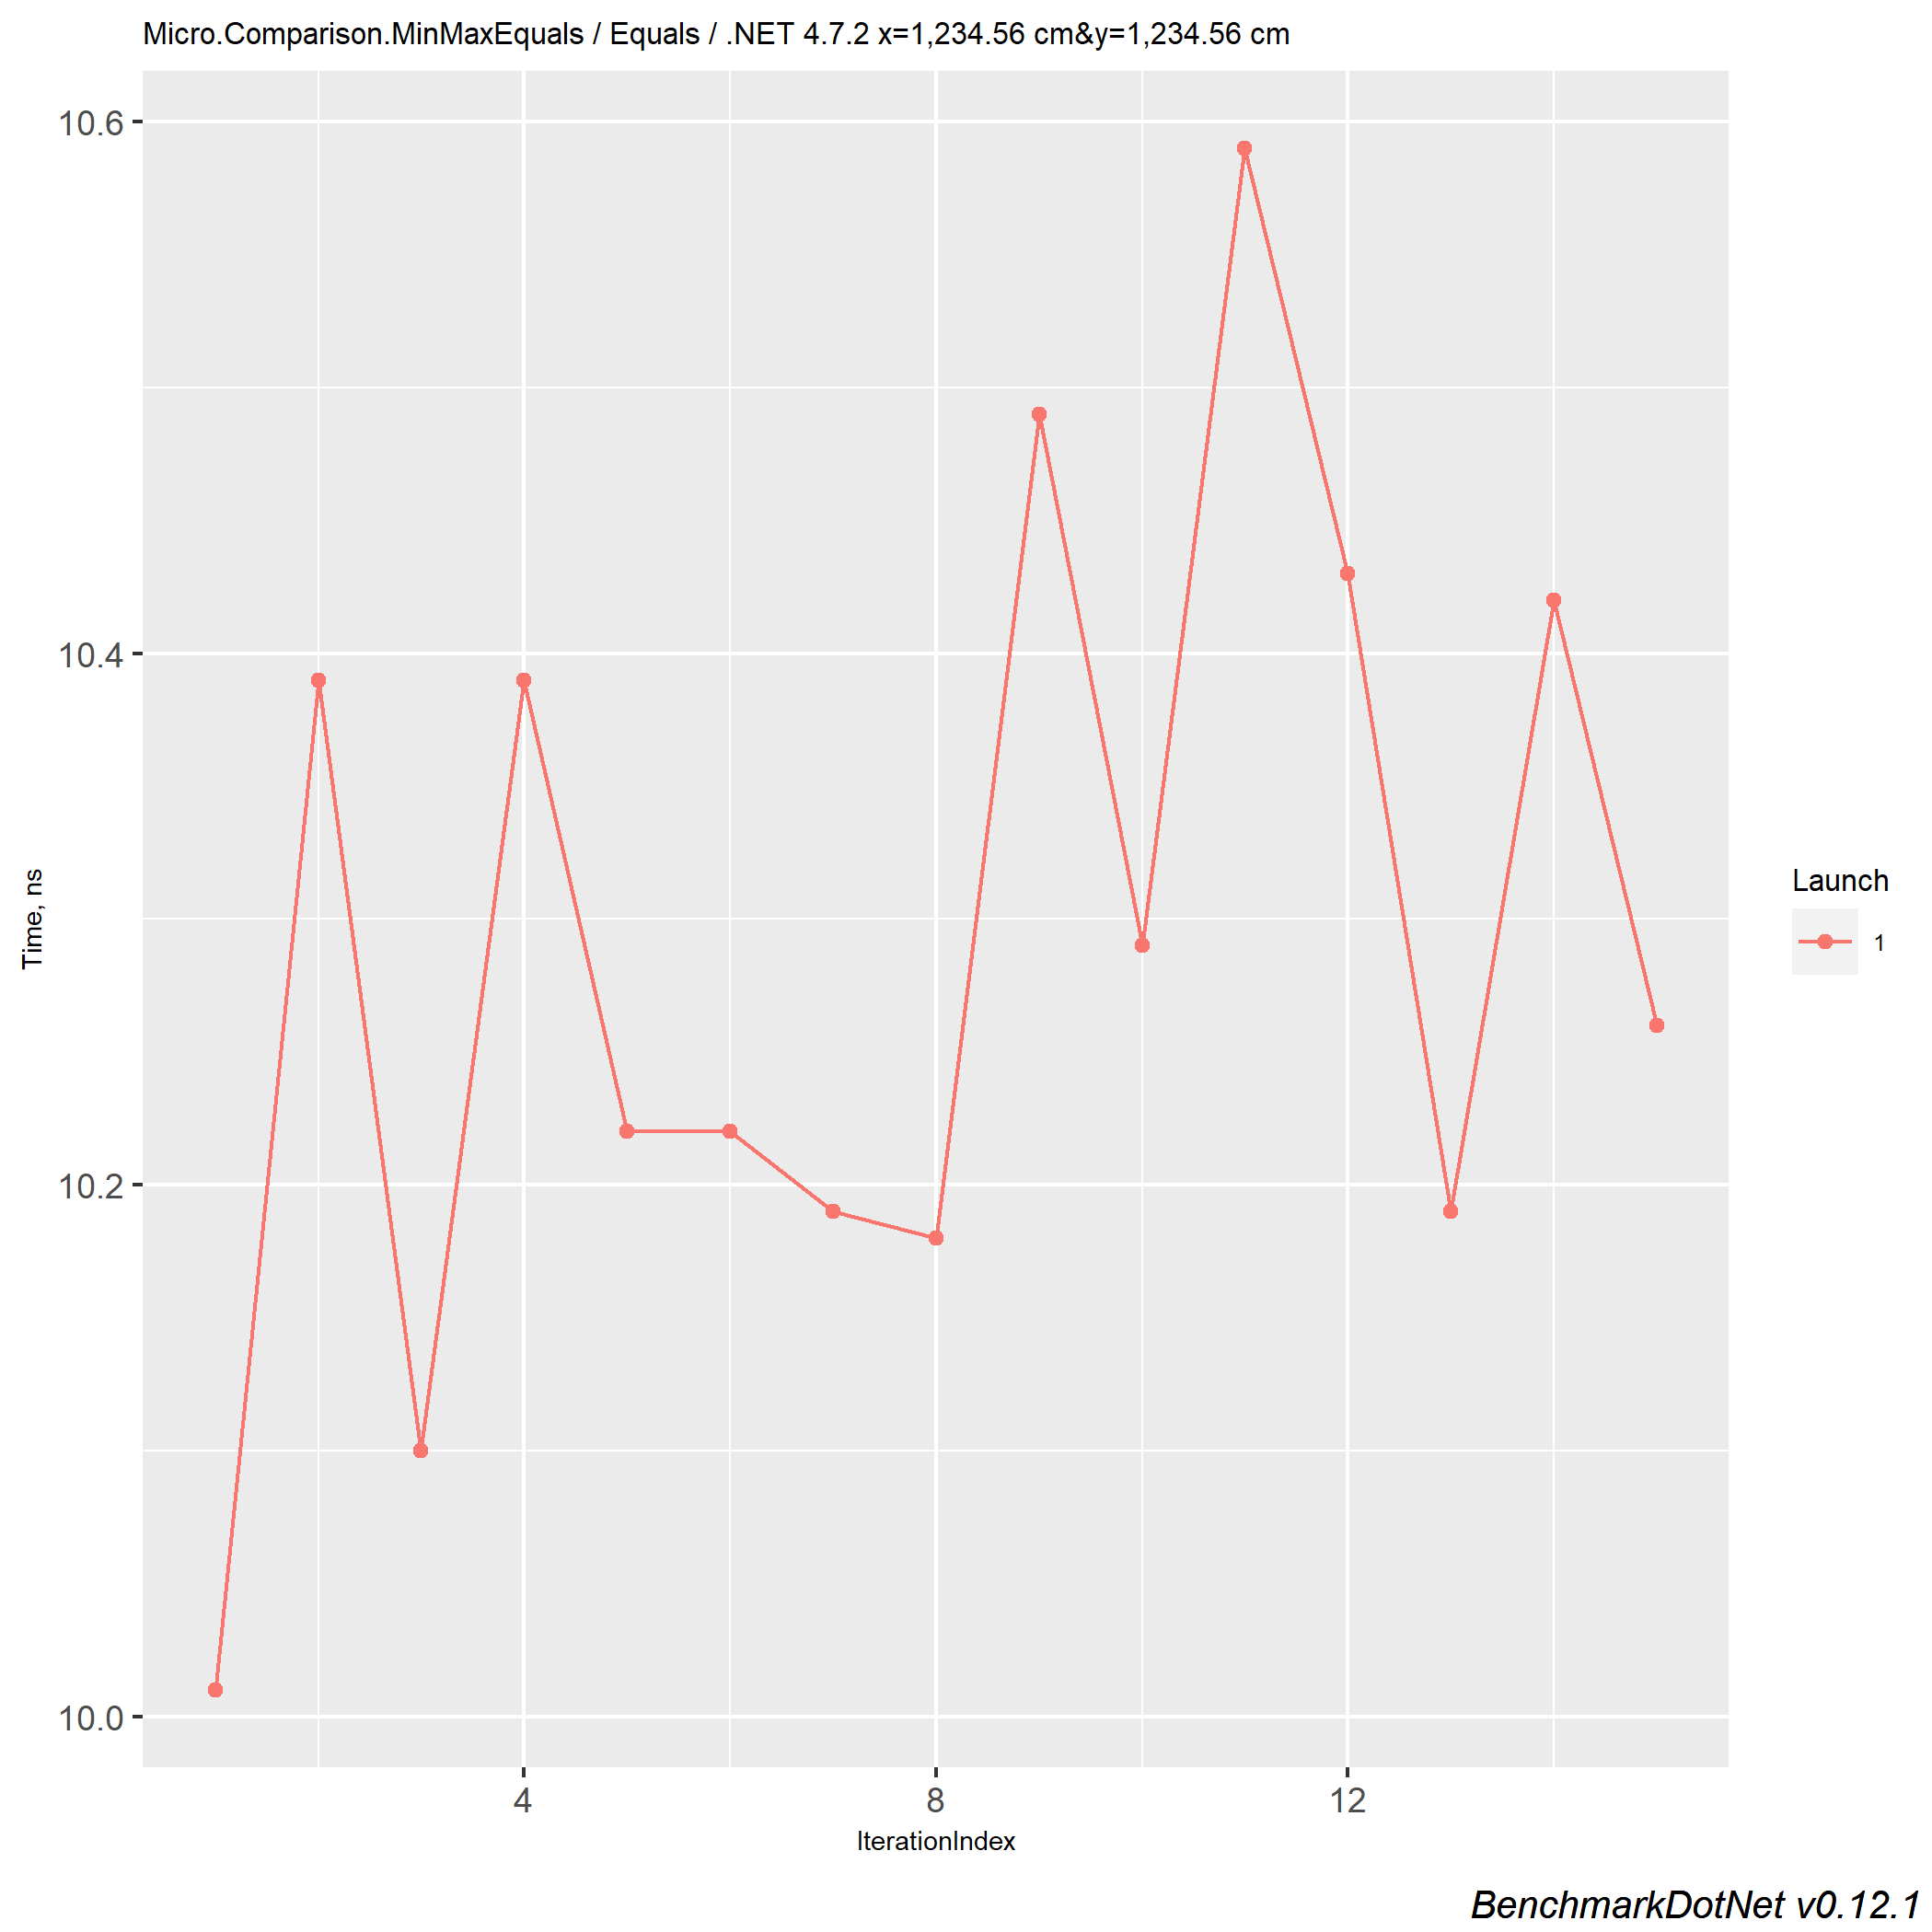 Micro.Comparison.MinMaxEquals / Equals / .NET 4.7.2 x=1,234.56 cm&y=1,234.56 cm
10.6
10.4
10.2
10.0
Time, ns
4 8 12
IterationIndex
Launch
1
BenchmarkDotNet v0.12.1